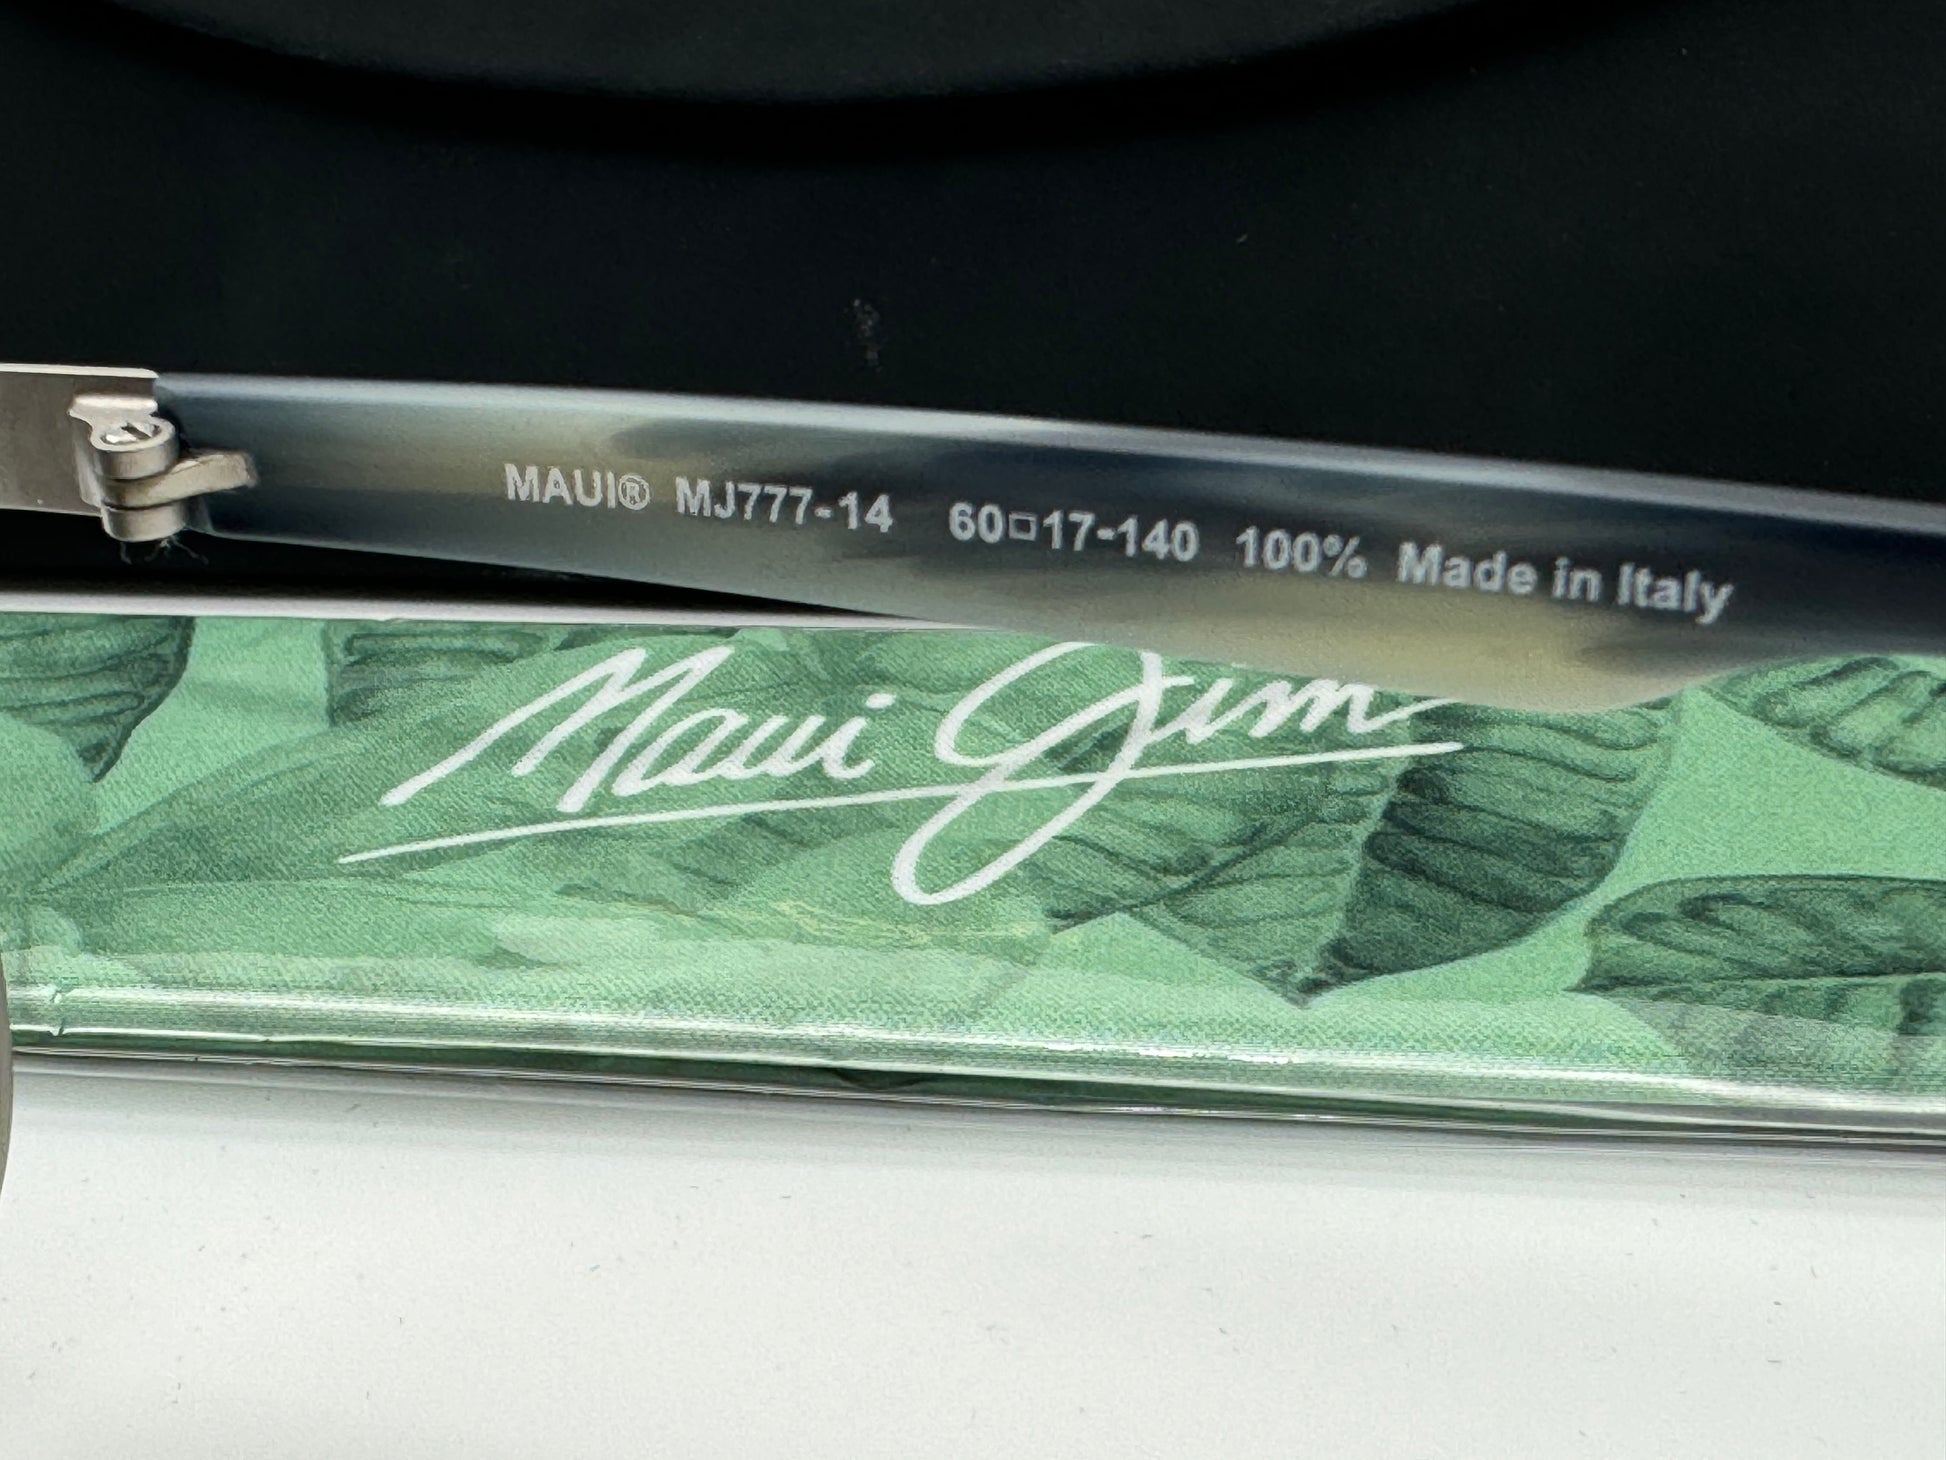 MAUI® MJ777-14 60□17-140 100% Made in Italy
Maui Jim